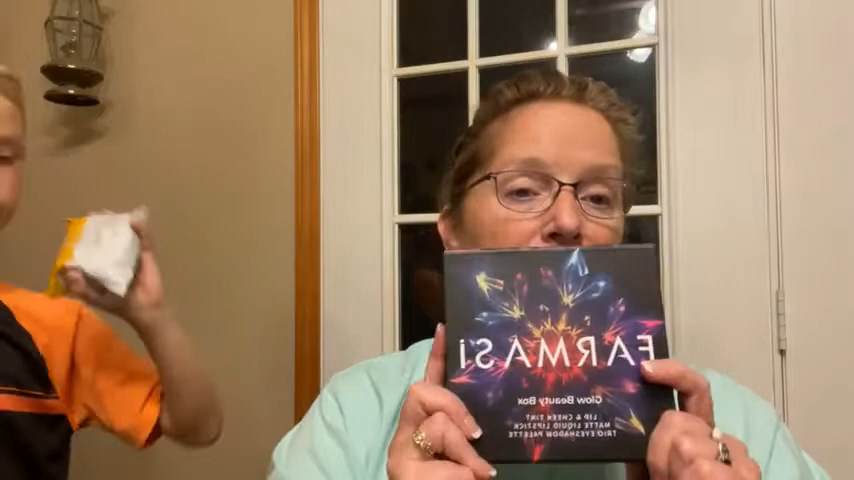 FARMASi
Glow Beauty Box
LIP & CHEEK TINT
MATTE LIQUID LIPSTICK
TRIO EYESHADOW PALETTE